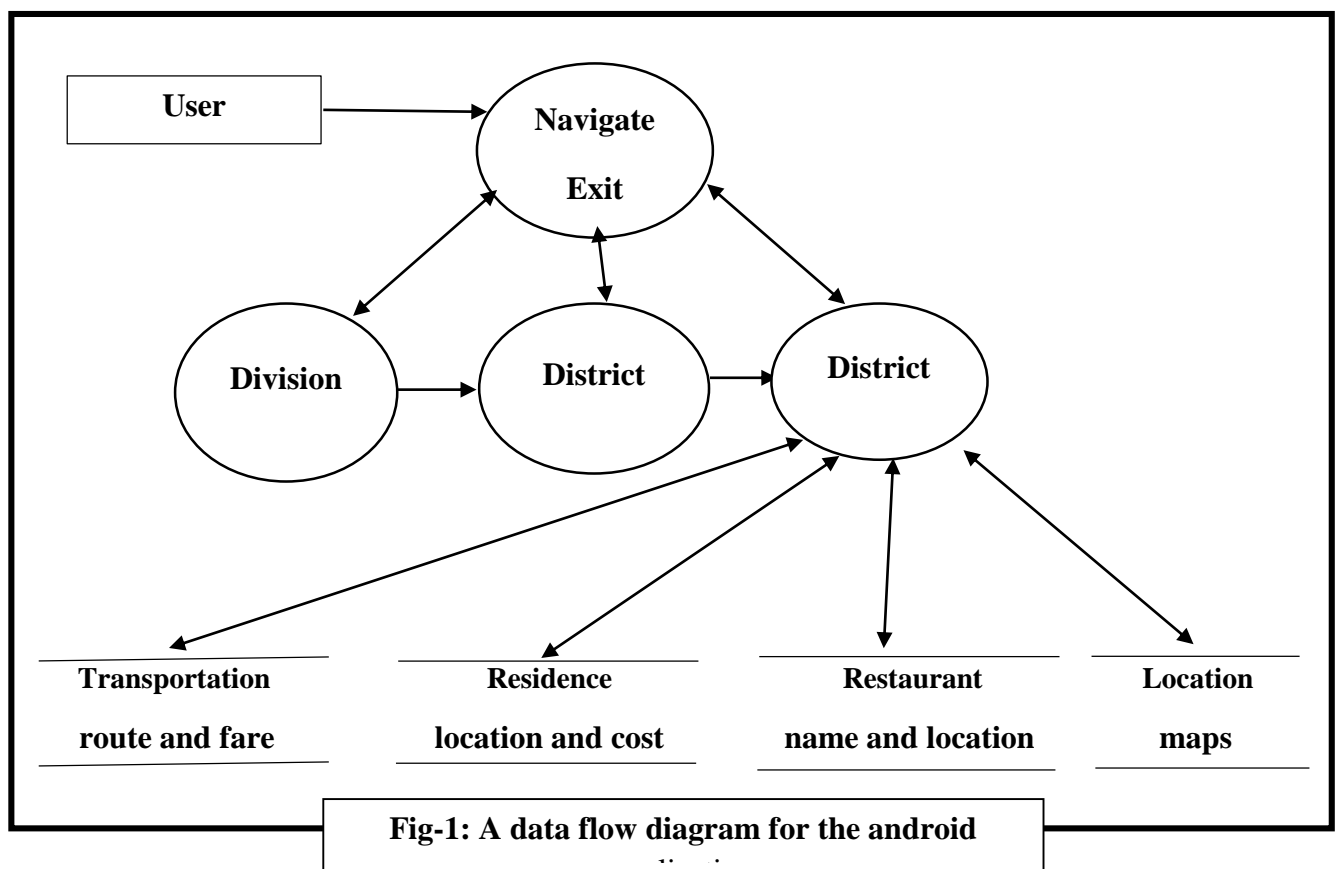 User
Navigate
Exit
Division
District
District
Transportation
route and fare
Residence
location and cost
Restaurant
name and location
Location
maps
Fig-1: A data flow diagram for the android